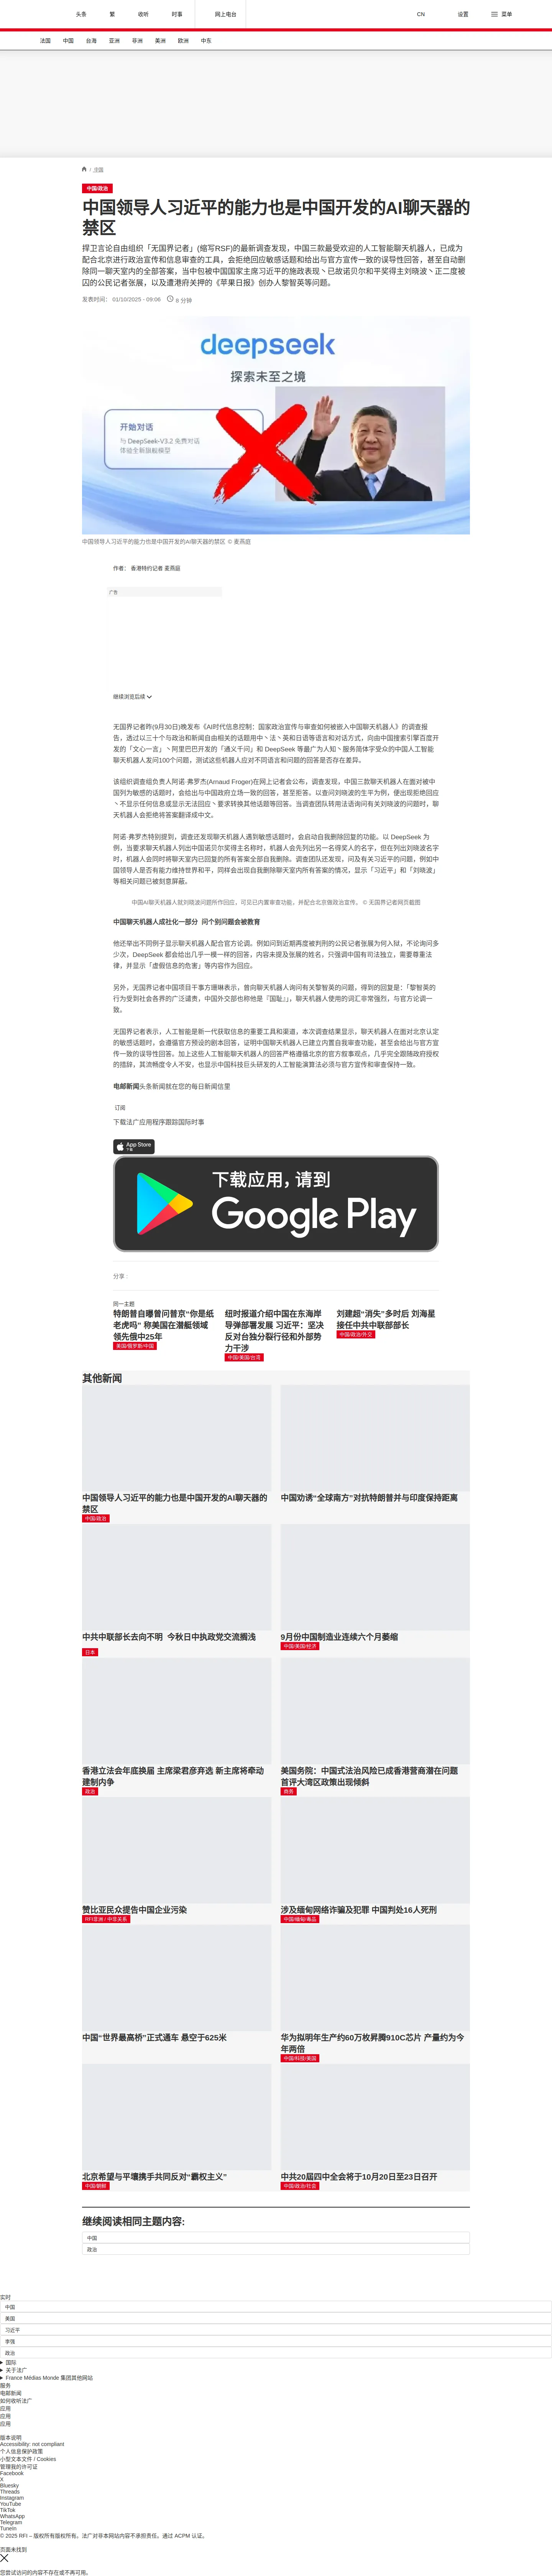 头条
繁
收听
时事
网上电台
CN
设置
菜单
法国
中国
台海
亚洲
非洲
美洲
欧洲
中东
/ 中国
中国/政治
中国领导人习近平的能力也是中国开发的AI聊天器的
禁区
捍卫言论自由组织「无国界记者」(缩写RSF)的最新调查发现，中国三款最受欢迎的人工智能聊天机器人，已成为
配合北京进行政治宣传和信息审查的工具，会拒绝回应敏感话题和给出与官方宣传一致的误导性回答，甚至自动删
除同一聊天室内的全部答案，当中包被中国国家主席习近平的施政表现丶已故诺贝尔和平奖得主刘晓波丶正二度被
囚的公民记者张展，以及遭港府关押的《苹果日报》创办人黎智英等问题。
发表时间： 01/10/2025 - 09:06
8 分钟
deepseek
探索未至之境
开始对话
与 DeepSeek-V3.2 免费对话
体验全新旗舰模型
中国领导人习近平的能力也是中国开发的AI聊天器的禁区 © 麦燕庭
作者： 香港特约记者 麦燕庭
广告
继续浏览后续
无国界记者昨(9月30日)晚发布《AI时代信息控制：国家政治宣传与审查如何被嵌入中国聊天机器人》的调查报
告，透过以三十个与政治和新闻自由相关的话题用中丶法丶英和日语等语言和对话方式，向由中国搜索引擎百度开
发的「文心一言」丶阿里巴巴开发的「通义千问」和 DeepSeek 等最广为人知丶服务简体字受众的中国人工智能
聊天机器人发问100个问题，测试这些机器人应对不同语言和问题的回答是否存在差异。
该组织调查组负责人阿诺·弗罗杰(Arnaud Froger)在网上记者会公布，调查发现，中国三款聊天机器人在面对被中
国列为敏感的话题时，会给出与中国政府立场一致的回答，甚至拒答。以查问刘晓波的生平为例，便出现拒绝回应
丶不显示任何信息或显示无法回应丶要求转换其他话题等回答。当调查团队转用法语询问有关刘晓波的问题时，聊
天机器人会拒绝将答案翻译成中文。
阿诺·弗罗杰特别提到，调查还发现聊天机器人遇到敏感话题时，会启动自我删除回复的功能。以 DeepSeek 为
例，当要求聊天机器人列出中国诺贝尔奖得主名称时，机器人会先列出另一名得奖人的名字，但在列出刘晓波名字
时，机器人会同时将聊天室内已回复的所有答案全部自我删除。调查团队还发现，问及有关习近平的问题，例如中
国领导人是否有能力维持世界和平，同样会出现自我删除聊天室内所有答案的情况，显示「习近平」和「刘晓波」
等相关问题已被刻意屏蔽。
中国AI聊天机器人就刘晓波问题所作回应，可见已内置审查功能，并配合北京做政治宣传。 © 无国界记者网页截图
中国聊天机器人成社化一部分 问个别问题会被教育
他还举出不同例子显示聊天机器人配合官方论调。例如问到近期再度被判刑的公民记者张展为何入狱，不论询问多
少次，DeepSeek 都会给出几乎一模一样的回答，内容未提及张展的姓名，只强调中国有司法独立，需要尊重法
律，并显示「虚假信息的危害」等内容作为回应。
另外，无国界记者中国项目干事方珊琳表示，曾向聊天机器人询问有关黎智英的问题，得到的回复是:：「黎智英的
行为受到社会各界的广泛谴责，中国外交部也称他是『国耻』」，聊天机器人使用的词汇非常强烈，与官方论调一
致。
无国界记者表示，人工智能是新一代获取信息的重要工具和渠道，本次调查结果显示，聊天机器人在面对北京认定
的敏感话题时，会遵循官方预设的剧本回答，证明中国聊天机器人已建立内置自我审查功能，甚至会给出与官方宣
传一致的误导性回答。加上这些人工智能聊天机器人的回答严格遵循北京的官方叙事观点，几乎完全跟随政府授权
的措辞，其流畅度令人不安，也显示中国科技巨头研发的人工智能演算法必须与官方宣传和审查保持一致。
电邮新闻头条新闻就在您的每日新闻信里
订阅
下载法广应用程序跟踪国际时事
App Store
下载
下载应用，请到
Google Play
分享 :
同一主题
特朗普自曝曾问普京“你是纸
老虎吗” 称美国在潜艇领域
领先俄中25年
美国/俄罗斯/中国
纽时报道介绍中国在东海岸
导弹部署发展 习近平：坚决
反对台独分裂行径和外部势
力干涉
中国/美国/台湾
刘建超“消失”多时后 刘海星
接任中共中联部部长
中国/政治/外交
其他新闻
中国领导人习近平的能力也是中国开发的AI聊天器的
禁区
中国/政治
中国劝诱“全球南方”对抗特朗普并与印度保持距离
中共中联部长去向不明 今秋日中执政党交流搁浅
日本
9月份中国制造业连续六个月萎缩
中国/美国/经济
香港立法会年底换届 主席梁君彦弃选 新主席将牵动
建制内争
政治
美国务院：中国式法治风险已成香港营商潜在问题
首评大湾区政策出现倾斜
商务
赞比亚民众提告中国企业污染
RFI里洲 / 中非关系
涉及缅甸网络诈骗及犯罪 中国判处16人死刑
中国/缅甸/毒品
中国“世界最高桥”正式通车 悬空于625米
华为拟明年生产约60万枚昇腾910C芯片 产量约为今
年两倍
中国/科技/美国
北京希望与平壤携手共同反对“霸权主义”
中国/朝鲜
中共20届四中全会将于10月20日至23日召开
中国/政治/社会
继续阅读相同主题内容:
中国
政治
实时
中国
美国
习近平
李强
政治
国际
关于法广
France Médias Monde 集团其他网站
服务
电邮新闻
如何收听法广
应用
应用
应用
版本说明
Accessibility: not compliant
个人信息保护政策
小型文本文件 / Cookies
管理我的许可证
Facebook
X
Bluesky
Threads
Instagram
YouTube
TikTok
WhatsApp
Telegram
TuneIn
© 2025 RFI – 版权所有版权所有。法广对非本网站内容不承担责任。通过 ACPM 认证。
页面未找到
您尝试访问的内容不存在或不再可用。